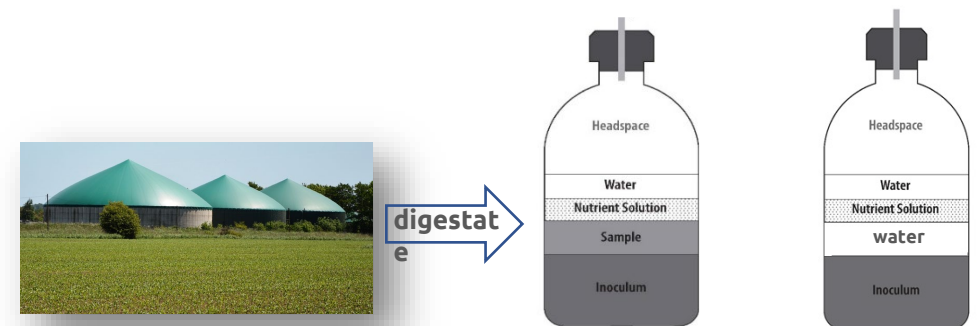 digestat
e
Headspace
Water
Nutrient Solution
Sample
Inoculum
Headspace
Water
Nutrient Solution
water
Inoculum